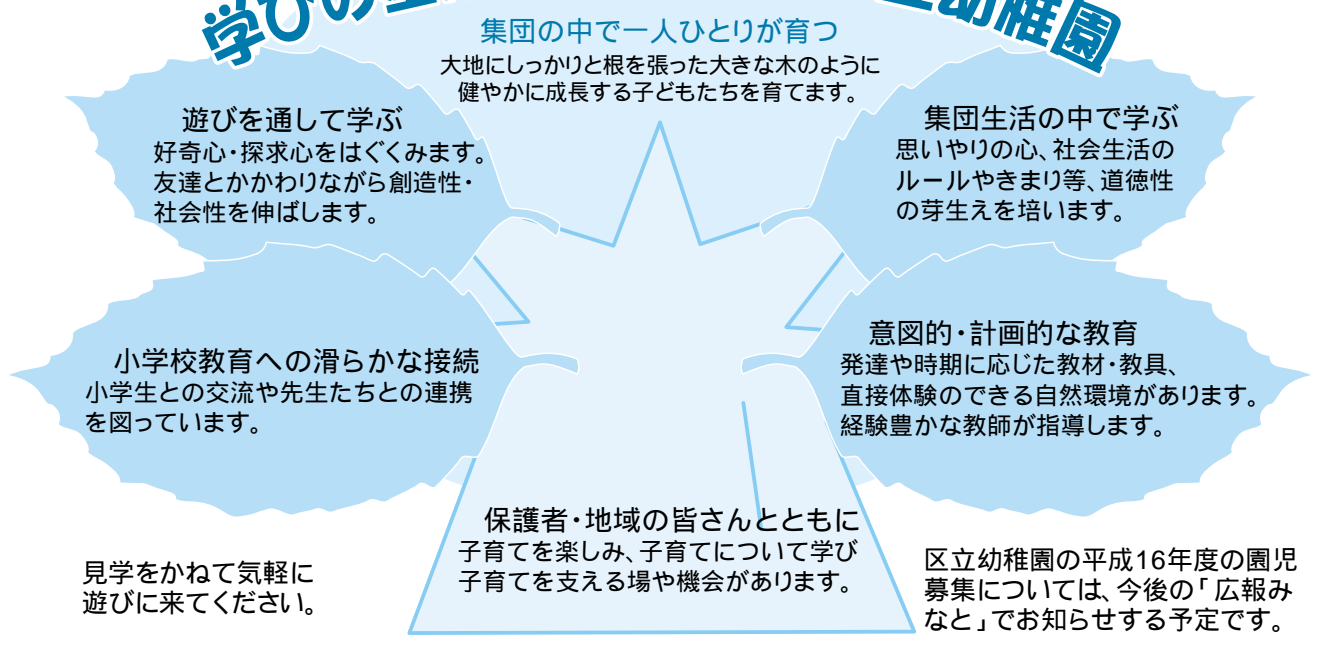 学びの
幼稚園
集団の中で一人ひとりが育つ
大地にしっかりと根を張った大きな木のように
健やかに成長する子どもたちを育てます。
遊びを通して学ぶ
好奇心・探求心をはぐくみます。
友達とかかわりながら創造性・
社会性を伸ばします。
集団生活の中で学ぶ
思いやりの心、社会生活の
ルールやきまり等、道徳性
の芽生えを培います。
小学校教育への滑らかな接続
小学生との交流や先生たちとの連携
を図っています。
意図的・計画的な教育
発達や時期に応じた教材・教具、
直接体験のできる自然環境があります。
経験豊かな教師が指導します。
保護者・地域の皆さんとともに
子育てを楽しみ、子育てについて学び
子育てを支える場や機会があります。
見学をかねて気軽に
遊びに来てください。
区立幼稚園の平成16年度の園児
募集については、今後の「広報み
なと」でお知らせする予定です。